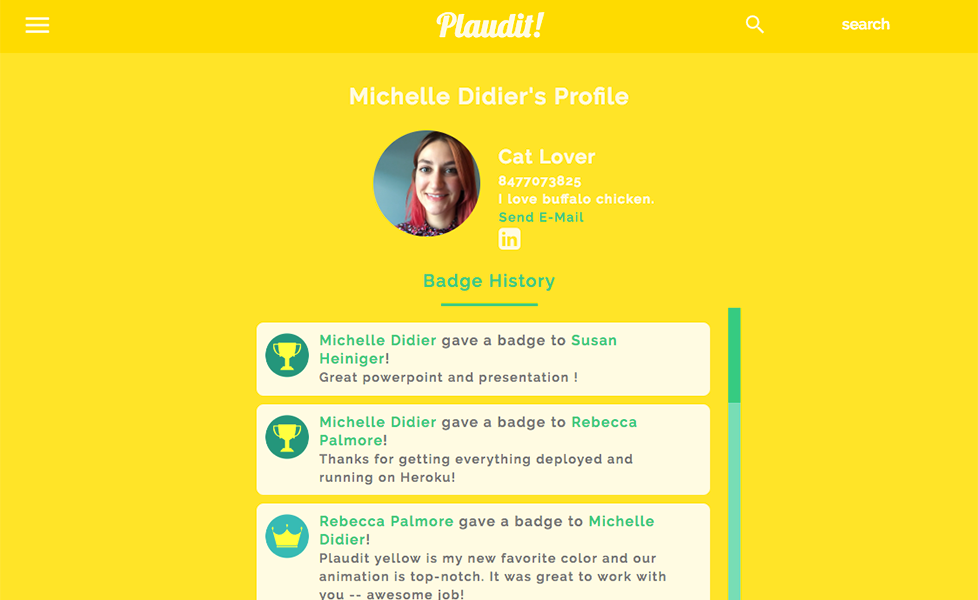 Plaudit!
search
Michelle Didier's Profile
Cat Lover
8477073825
I love buffalo chicken.
Send E-Mail
in
Badge History
Michelle Didier gave a badge to Susan
Heiniger!
Great powerpoint and presentation !
Michelle Didier gave a badge to Rebecca
Palmore!
Thanks for getting everything deployed and
running on Heroku!
Rebecca Palmore gave a badge to Michelle
Didier!
Plaudit yellow is my new favorite color and our
animation is top-notch. It was great to work with
you -- awesome job!